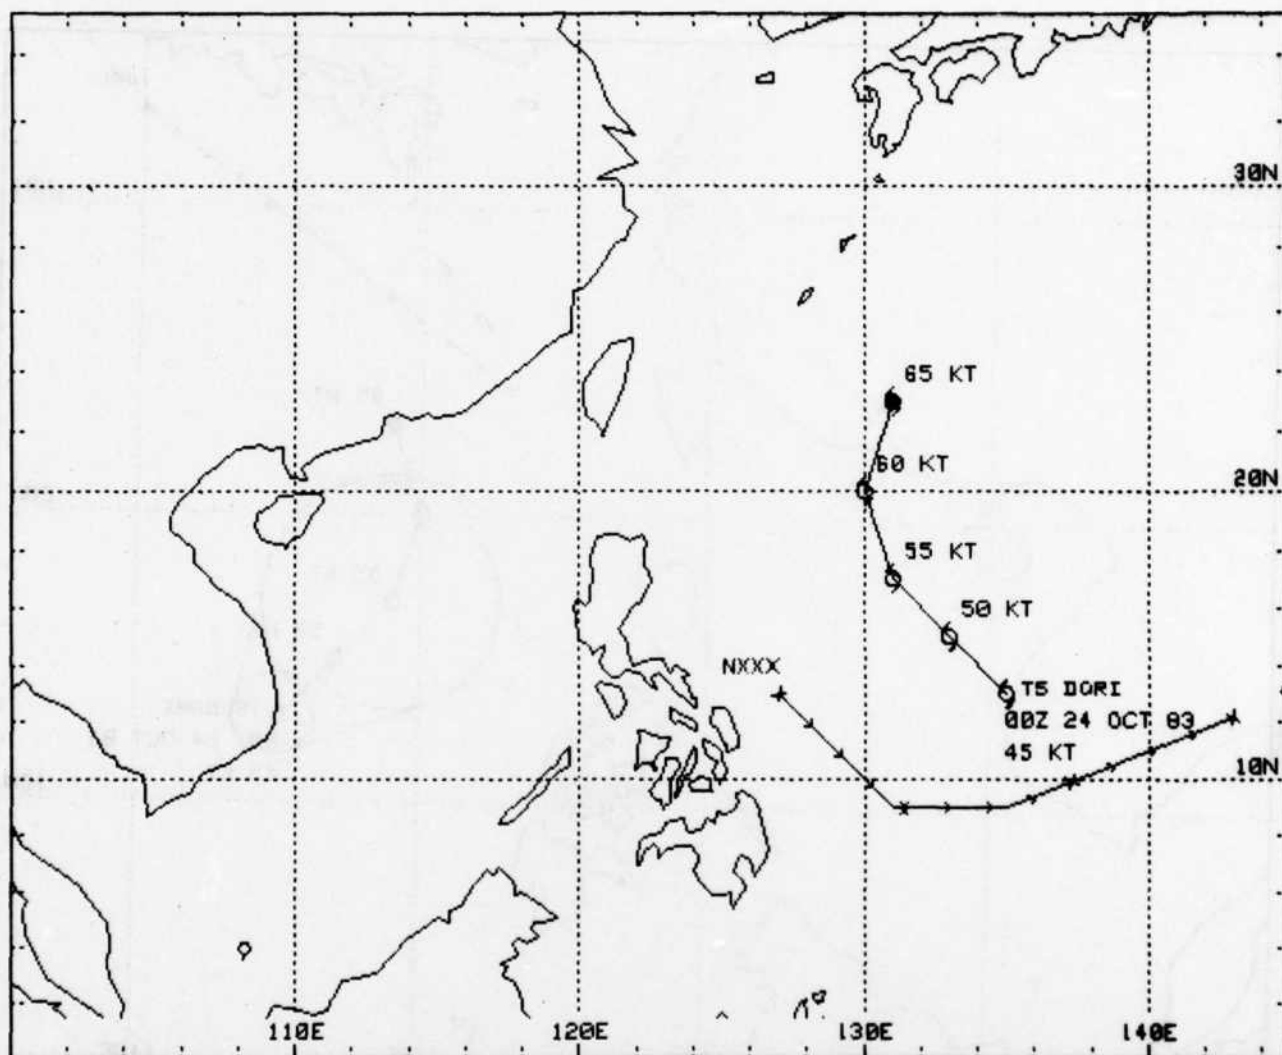 30N
65 KT
60 KT
20N
55 KT
50 KT
NXXX
TS DORI
00Z 24 OCT 83
45 KT
10N
110E
120E
130E
140E